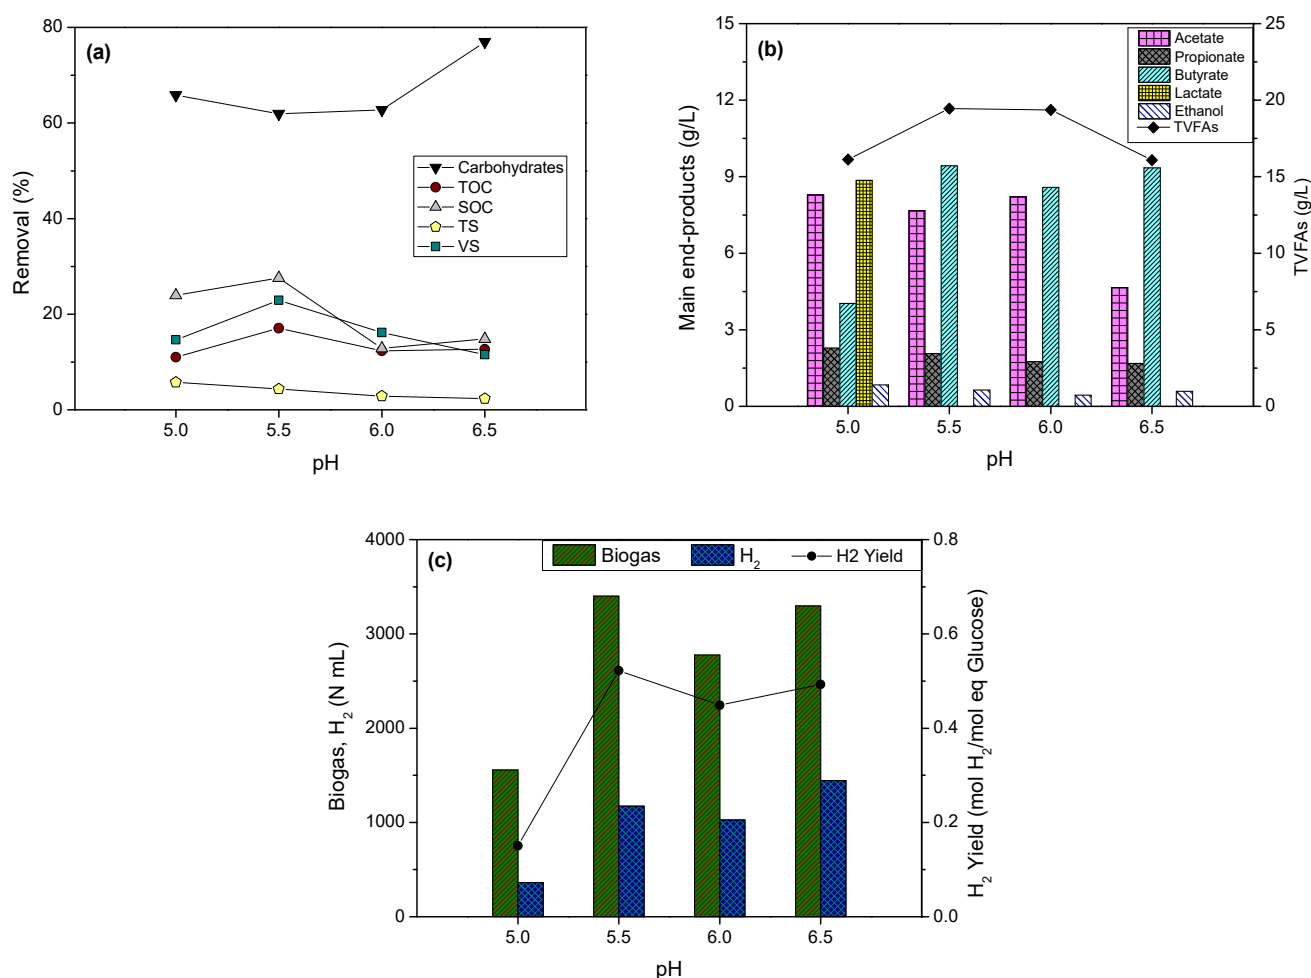 (a)
80
60
40
20
0
Removal (%)
Carbohydrates
TOC
SOC
TS
VS
5.0 5.5 6.0 6.5
pH
(b)
15
12
9
6
3
0
Main end-products (g/L)
Acetate
Propionate
Butyrate
Lactate
Ethanol
TVFAs
25
20
15
10
5
0
TVFAs (g/L)
5.0 5.5 6.0 6.5
pH
(c)
4000
3000
2000
1000
0
Biogas, H₂ (N mL)
Biogas H₂ H2 Yield
0.8
0.6
0.4
0.2
0.0
H₂ Yield (mol H₂/mol eq Glucose)
5.0 5.5 6.0 6.5
pH